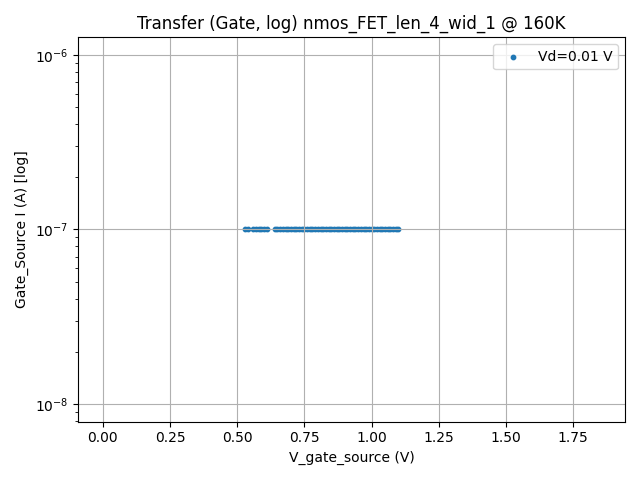 Transfer (Gate, log) nmos_FET_len_4_wid_1 @ 160K
Vd=0.01 V
Gate_Source I (A) [log]
10⁻⁶
10⁻⁷
10⁻⁸
0.00 0.25 0.50 0.75 1.00 1.25 1.50 1.75
V_gate_source (V)